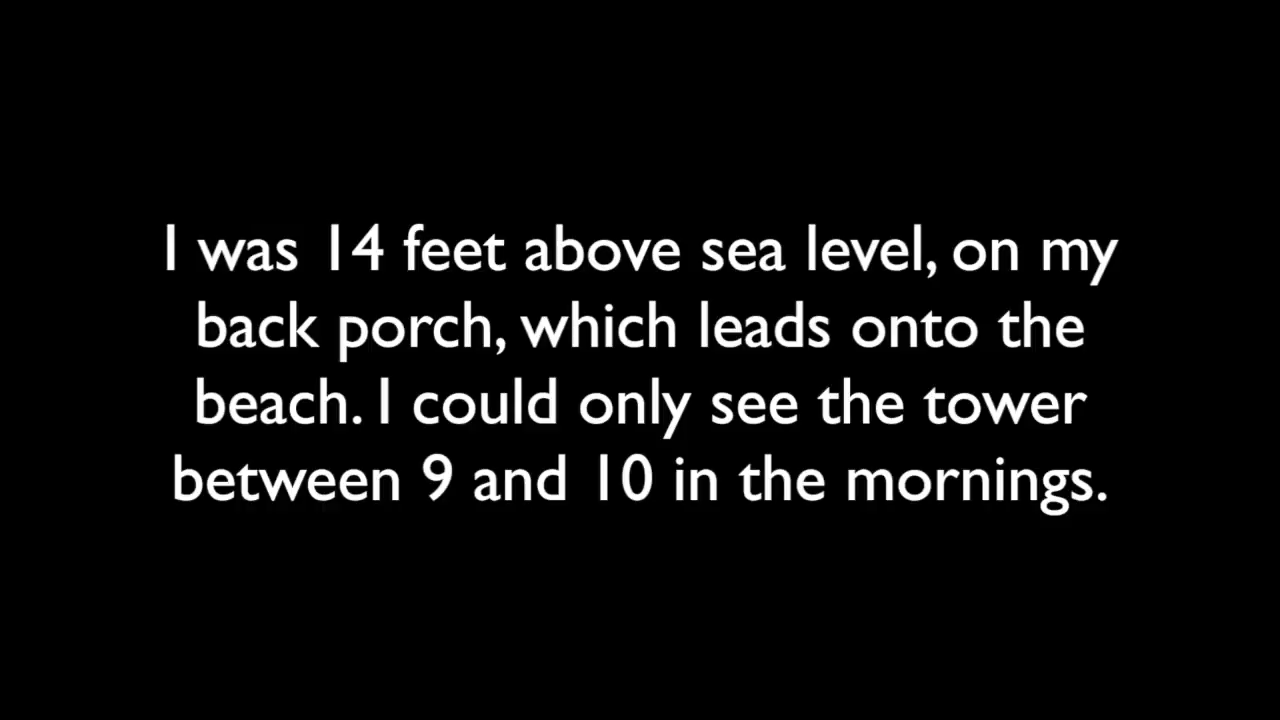 I was 14 feet above sea level, on my
back porch, which leads onto the
beach. I could only see the tower
between 9 and 10 in the mornings.